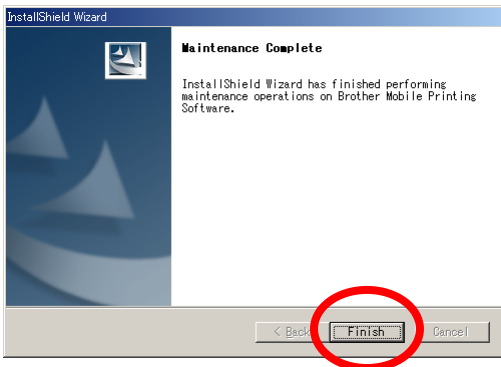 InstallShield Wizard
Maintenance Complete
InstallShield Wizard has finished performing
maintenance operations on Brother Mobile Printing
Software.
< Back
Finish
Cancel